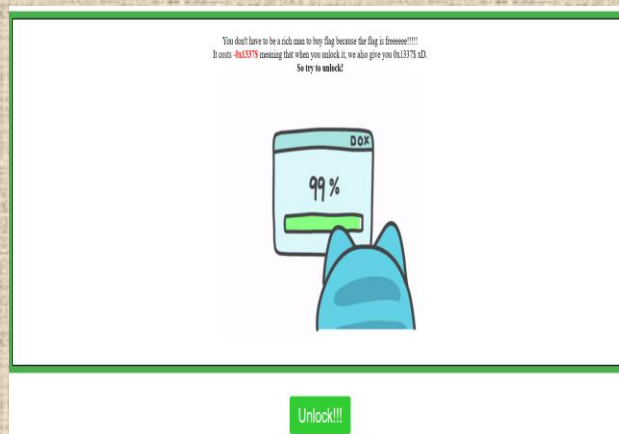 You don't have to be a rich man to buy flag because the flag is freeeeee!!!!!
It costs -0x1337$ meaning that when you unlock it, we also give you 0x1337$ xD.
So try to unlock!
BOX
99 %
Unlock!!!